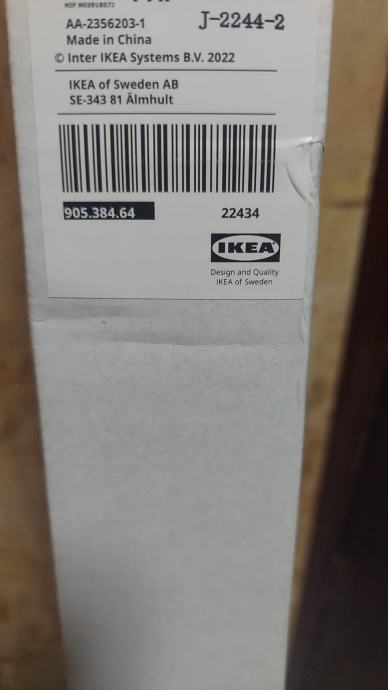 AA-2356203-1
J-2244-2
Made in China
© Inter IKEA Systems B.V. 2022
IKEA of Sweden AB
SE-343 81 Älmhult
905.384.64
22434
IKEA
Design and Quality
IKEA of Sweden